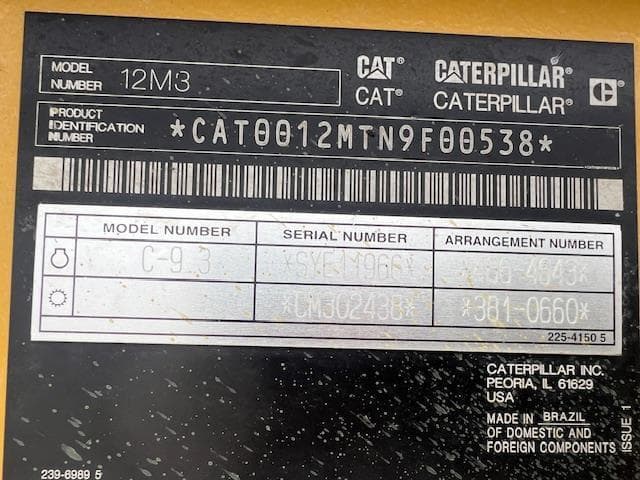 MODEL NUMBER 12M3
CAT® CATERPILLAR®
CAT® CATERPILLAR®
PRODUCT IDENTIFICATION NUMBER *CAT0012MTN9F00538*
MODEL NUMBER SERIAL NUMBER ARRANGEMENT NUMBER
C-9.3
*CM302438* *381-0660*
225-4150 5
CATERPILLAR INC.
PEORIA, IL 61629
USA
MADE IN BRAZIL
OF DOMESTIC AND
FOREIGN COMPONENTS
ISSUE 1
239-6989 5